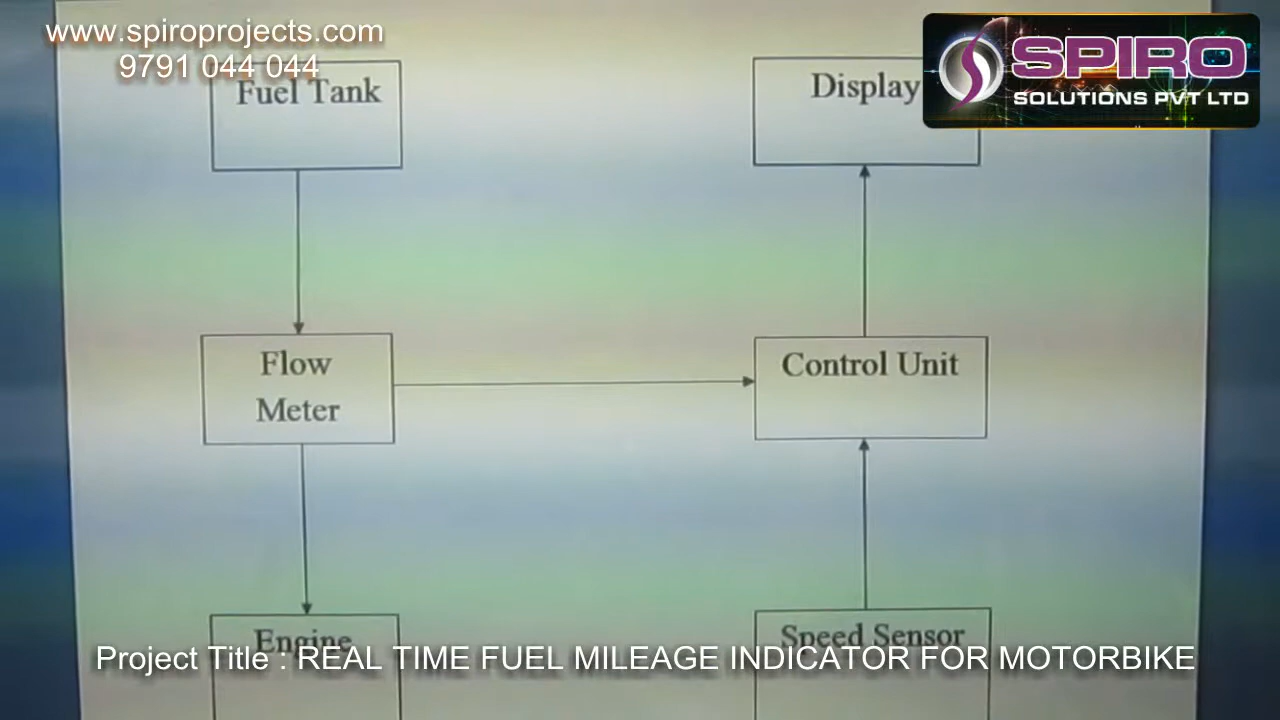 www.spiroprojects.com
9791 044 044
SPIRO
SOLUTIONS PVT LTD
Fuel Tank
Display
Flow
Meter
Control Unit
Engine
Speed Sensor
Project Title : REAL TIME FUEL MILEAGE INDICATOR FOR MOTORBIKE